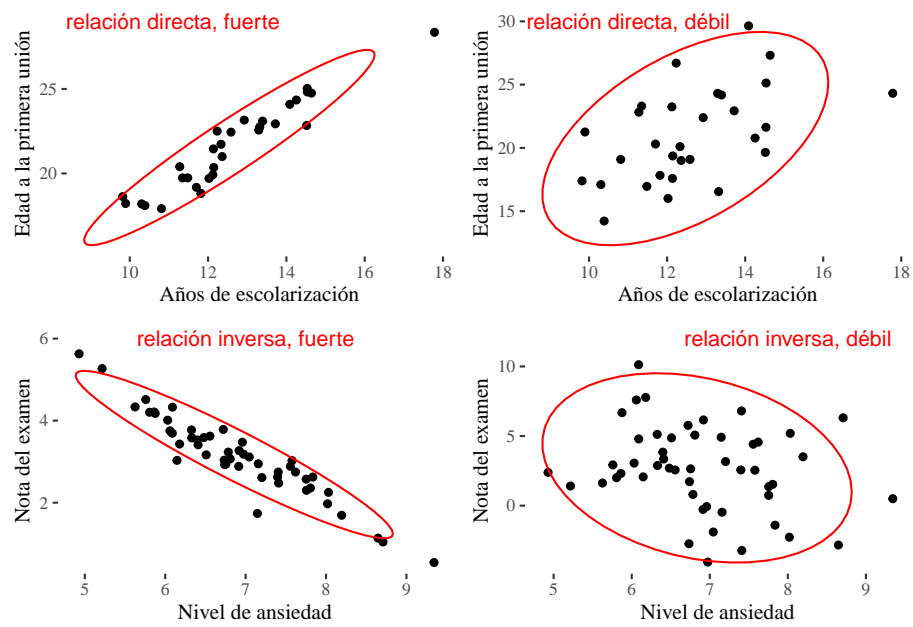 relación directa, fuerte
Edad a la primera unión
25
20
10
12
14
16
18
Años de escolarización
relación directa, débil
Edad a la primera unión
30
25
20
15
10
12
14
16
18
Años de escolarización
relación inversa, fuerte
Nota del examen
6
4
2
5
6
7
8
9
Nivel de ansiedad
relación inversa, débil
Nota del examen
10
5
0
5
6
7
8
9
Nivel de ansiedad